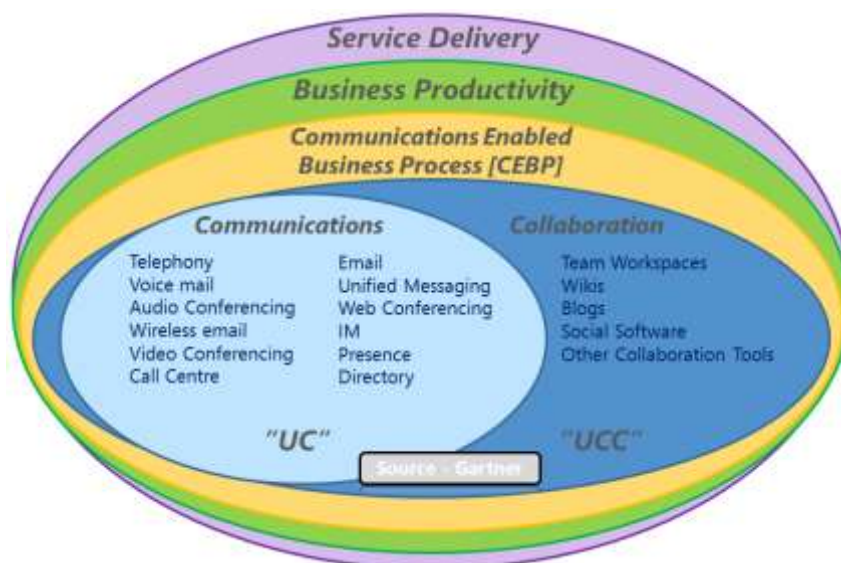 Service Delivery
Business Productivity
Communications Enabled
Business Process [CEBP]
Communications
Telephony
Voice mail
Audio Conferencing
Wireless email
Video Conferencing
Call Centre
Email
Unified Messaging
Web Conferencing
IM
Presence
Directory
"UC"
Collaboration
Team Workspaces
Wikis
Blogs
Social Software
Other Collaboration Tools
"UCC"
Source - Gartner